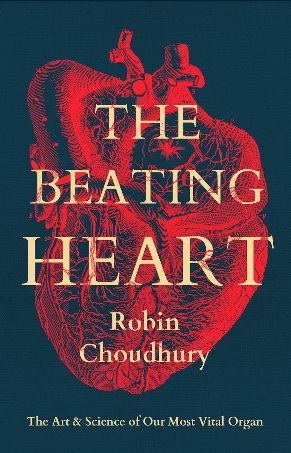 THE
BEATING
HEART
Robin
Choudhury
The Art & Science of Our Most Vital Organ